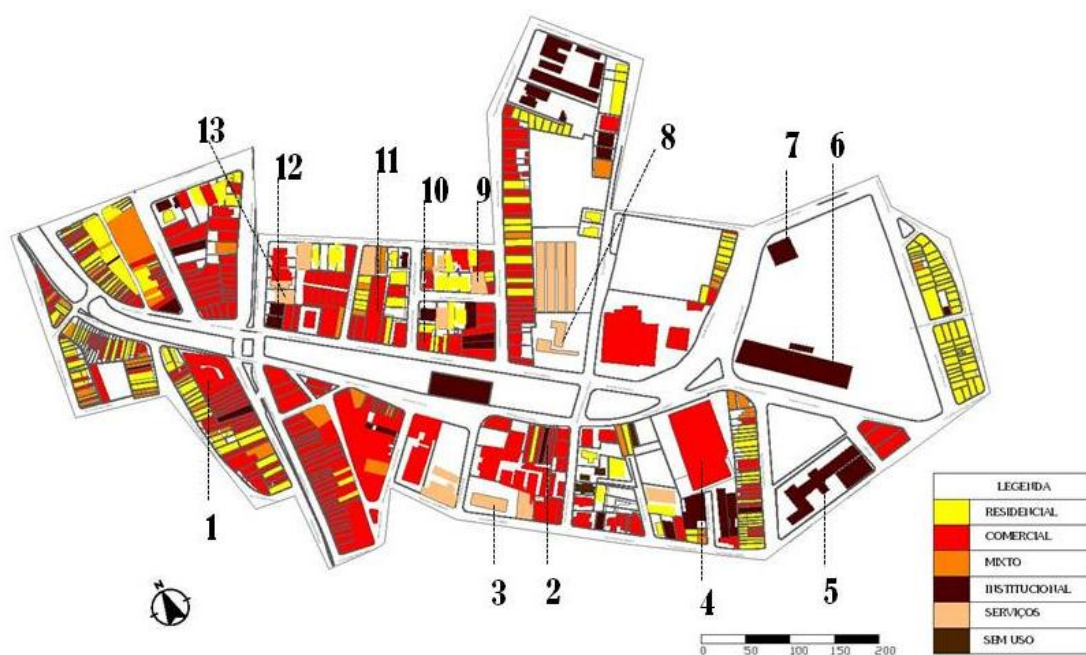 13
12
11
10
9
8
7
6
1
3
2
4
5
N
LEGENDA
RESIDENCIAL
COMERCIAL
MIXTO
INSTITUCIONAL
SERVIÇOS
SEM USO
0 50 100 150 200